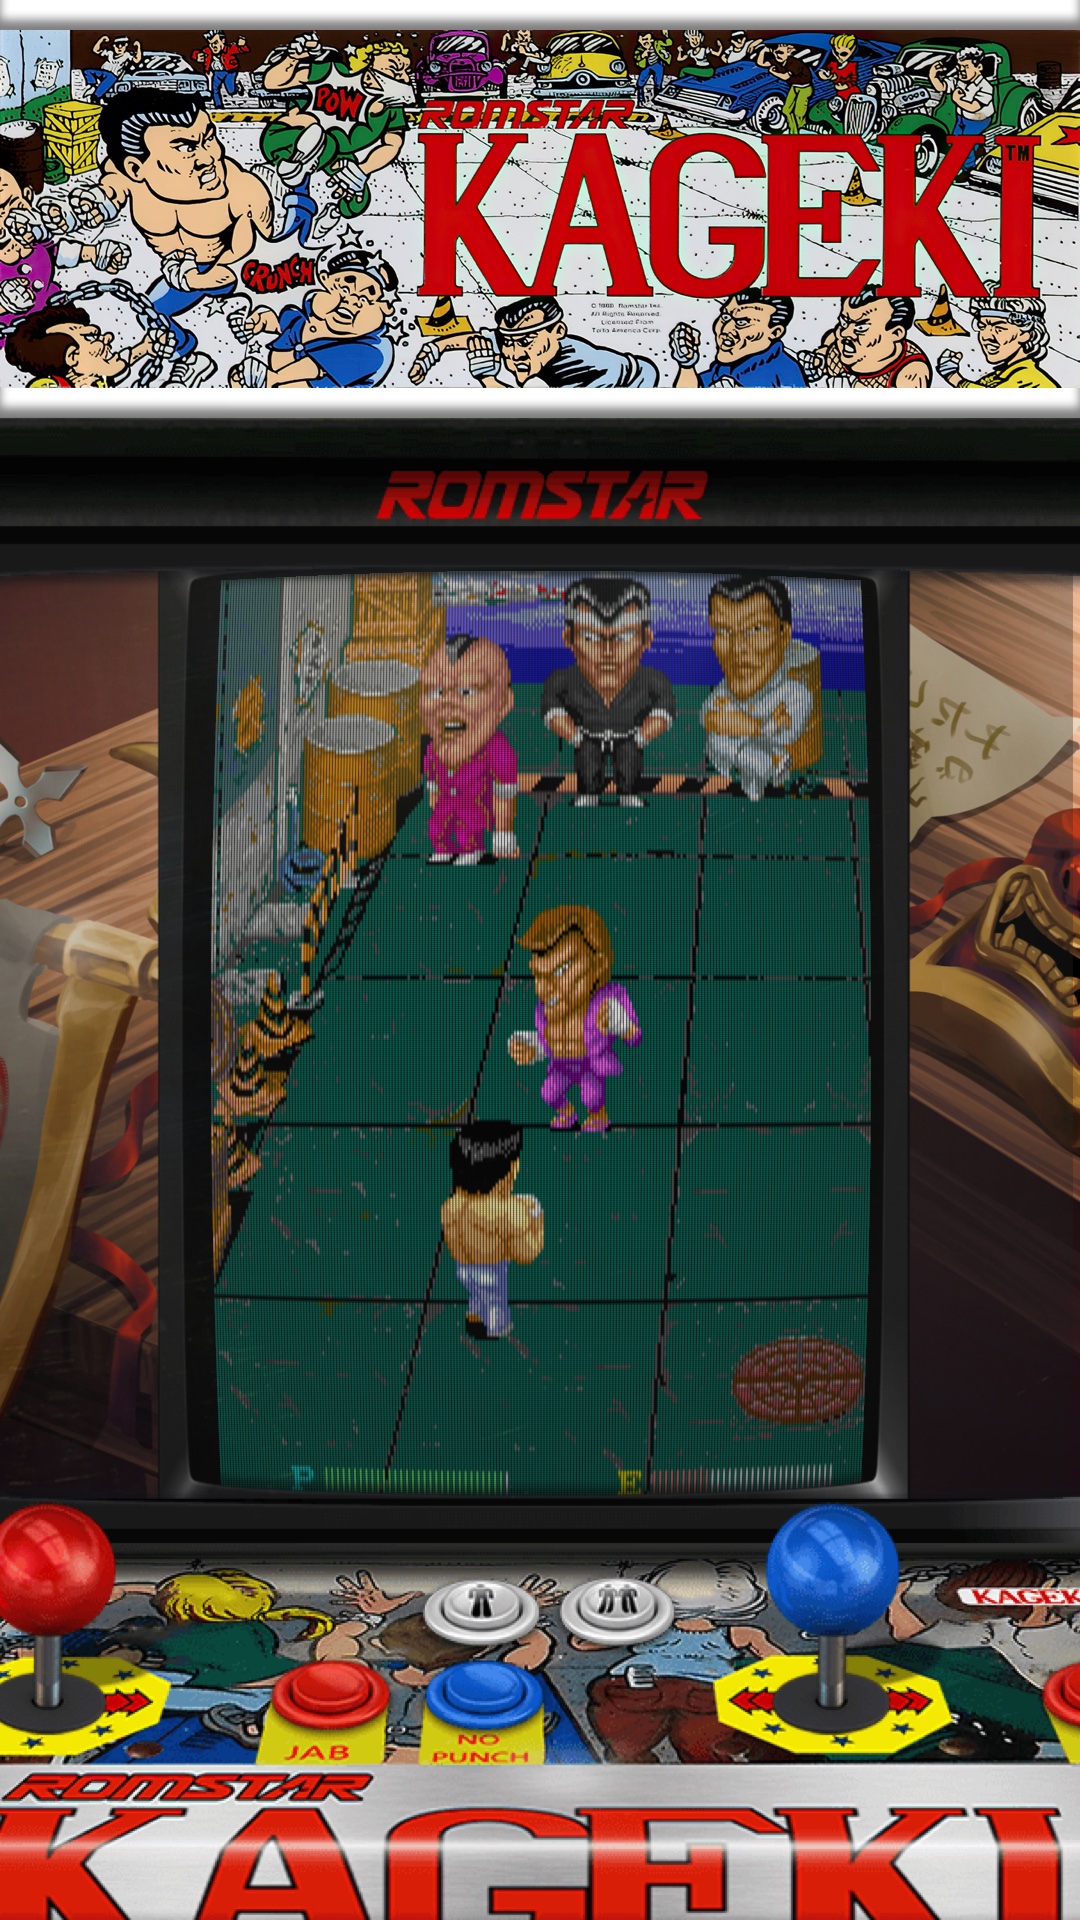 POW
ROMSTAR
KAGEKI™
CRUNCH
© 1988 Romstar Inc.
All Rights Reserved.
Licensed From
Taito America Corp.
ROMSTAR
P
E
KAGEK
JAB
NO
PUNCH
ROMSTAR
KAGEKI